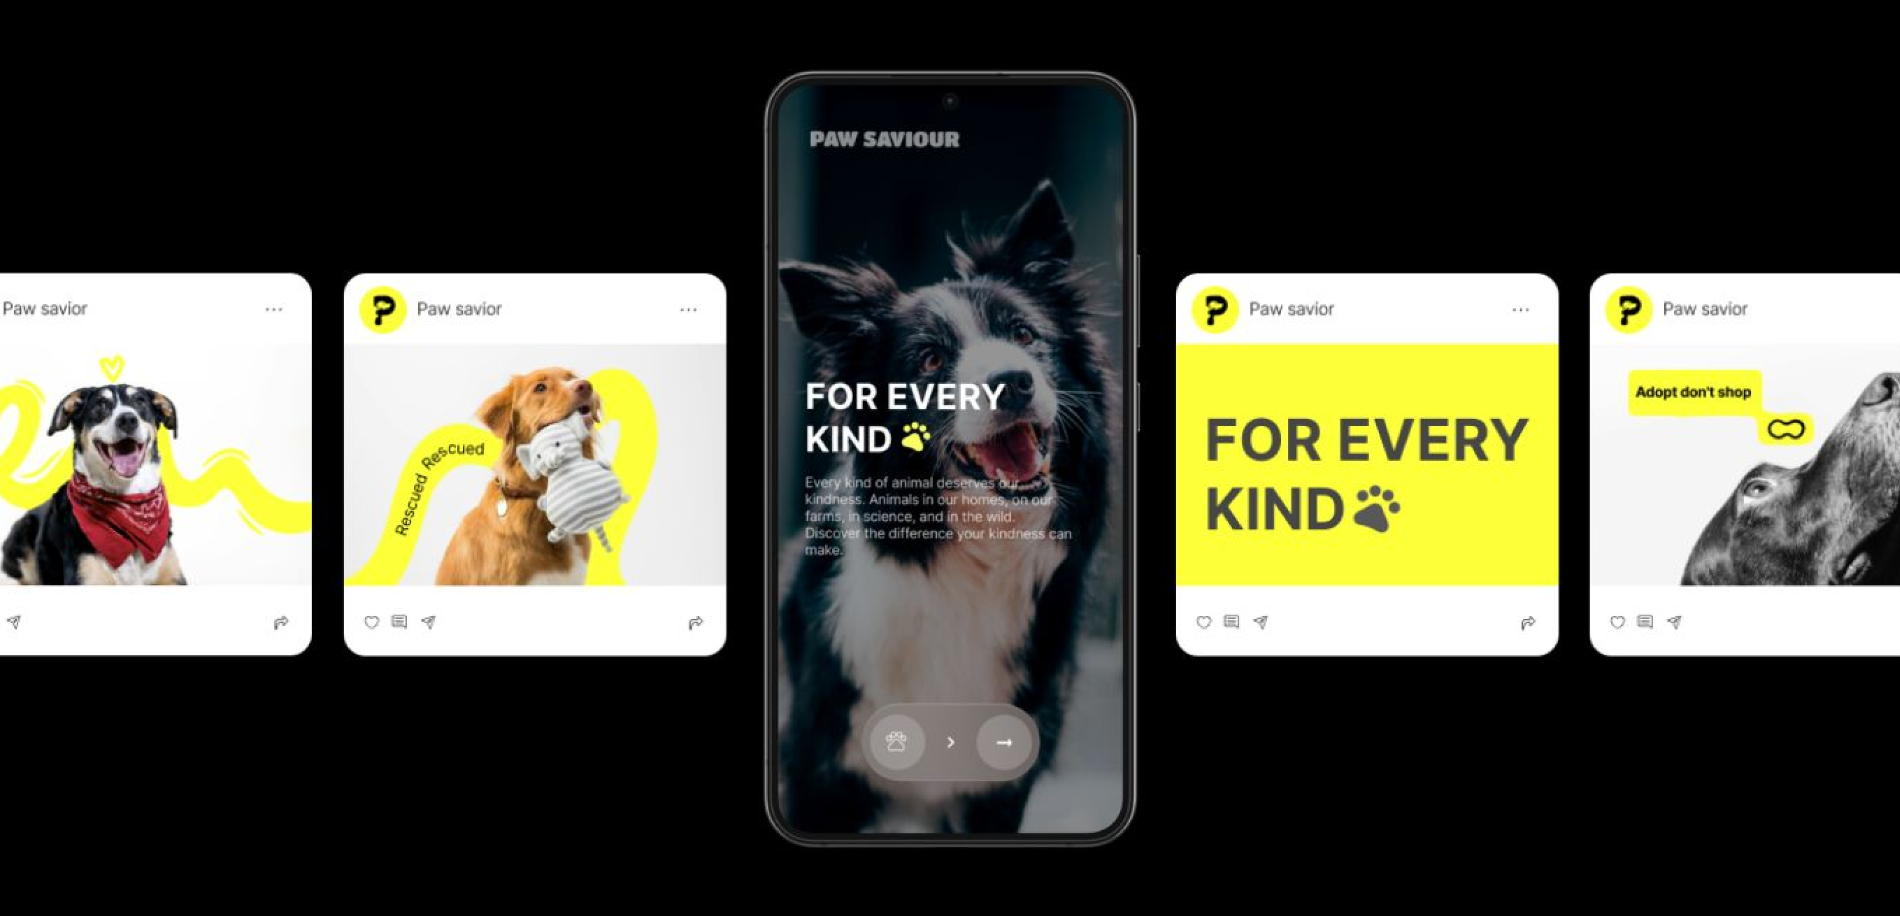 Paw savior
Paw savior
Rescued Rescued
PAW SAVIOUR
FOR EVERY
KIND
Every kind of animal deserves our
kindness. Animals in our homes, on our
farms, in science, and in the wild.
Discover the difference your kindness can
make.
Paw savior
FOR EVERY
KIND
Paw savior
Adopt don't shop